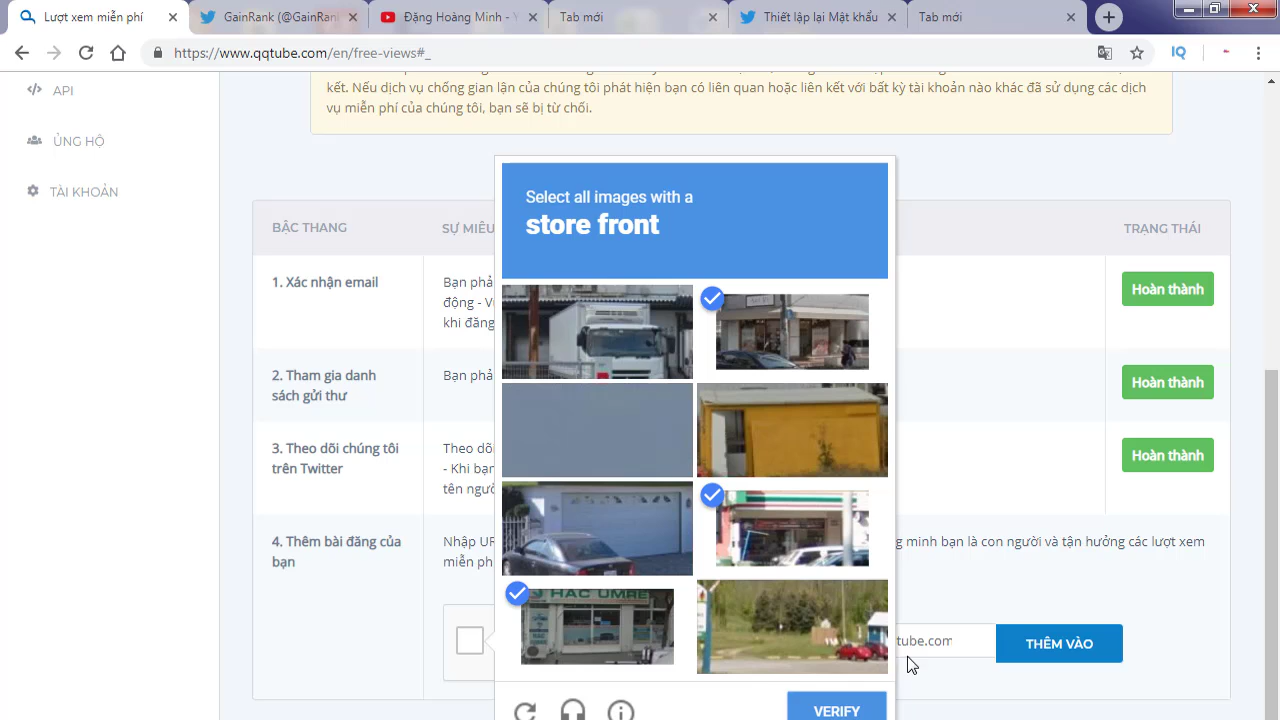 Lượt xem miễn phí
GainRank (@GainRan
Đặng Hoàng Minh - Y
Tab mới
Thiết lập lại Mật khẩu
Tab mới
https://www.qqtube.com/en/free-views#_
IQ
kết. Nếu dịch vụ chống gian lận của chúng tôi phát hiện bạn có liên quan hoặc liên kết với bất kỳ tài khoản nào khác đã sử dụng các dịch
vụ miễn phí của chúng tôi, bạn sẽ bị từ chối.
API
ỦNG HỘ
TÀI KHOẢN
BẬC THANG
SỰ MIÊU
TRẠNG THÁI
1. Xác nhận email
Bạn phả
động - V
khi đăng
Hoàn thành
2. Tham gia danh
sách gửi thư
Bạn phả
Hoàn thành
3. Theo dõi chúng tôi
trên Twitter
Theo dõ
- Khi bạn
tên ngườ
Hoàn thành
4. Thêm bài đăng của
bạn
Nhập UR
miễn ph
g minh bạn là con người và tận hưởng các lượt xem
tube.com
THÊM VÀO
Select all images with a
store front
HAC UMRE
VERIFY